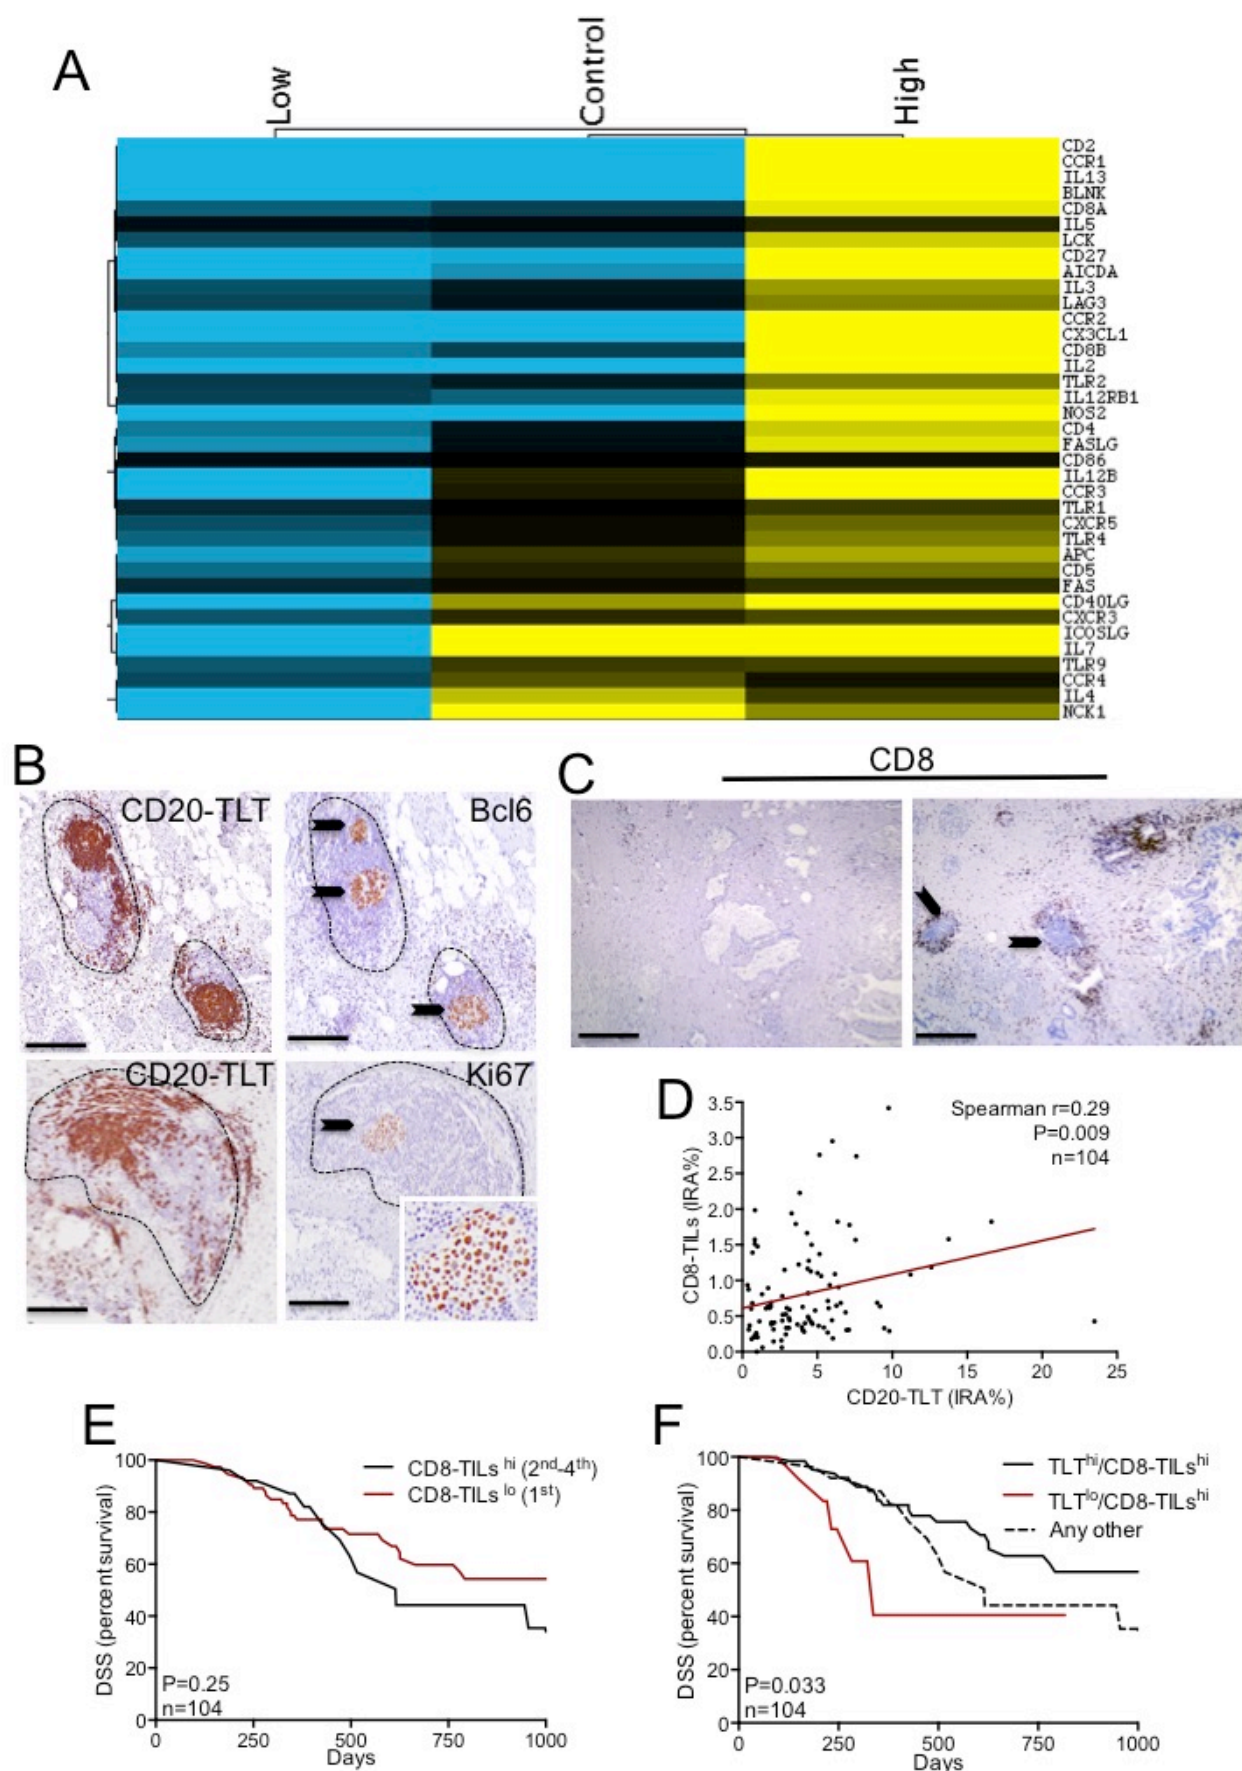 A
Low
Control
High
CD2
CCR1
IL13
BLNK
CD8A
IL5
LCK
CD27
AICDA
IL3
LAG3
CCR2
CX3CL1
CD8B
IL2
TLR2
IL12RB1
NOS2
CD4
FASLG
CD86
IL12B
CCR3
TLR1
CXCR5
TLR4
APC
CD5
FAS
CD40LG
CXCR3
ICOSLG
IL7
TLR9
CCR4
IL4
NCK1
B
CD20-TLT
Bcl6
CD20-TLT
Ki67
C
CD8
D
Spearman r=0.29
P=0.009
n=104
CD8-TILs (IRA%)
3.5
3.0
2.5
2.0
1.5
1.0
0.5
0.0
0 5 10 15 20 25
CD20-TLT (IRA%)
E
CD8-TILs hi (2nd-4th)
CD8-TILs lo (1st)
DSS (percent survival)
100
80
60
40
20
0
P=0.25
n=104
0 250 500 750 1000
Days
F
TLThi/CD8-TILshi
TLTlo/CD8-TILshi
Any other
DSS (percent survival)
100
80
60
40
20
0
P=0.033
n=104
0 250 500 750 1000
Days